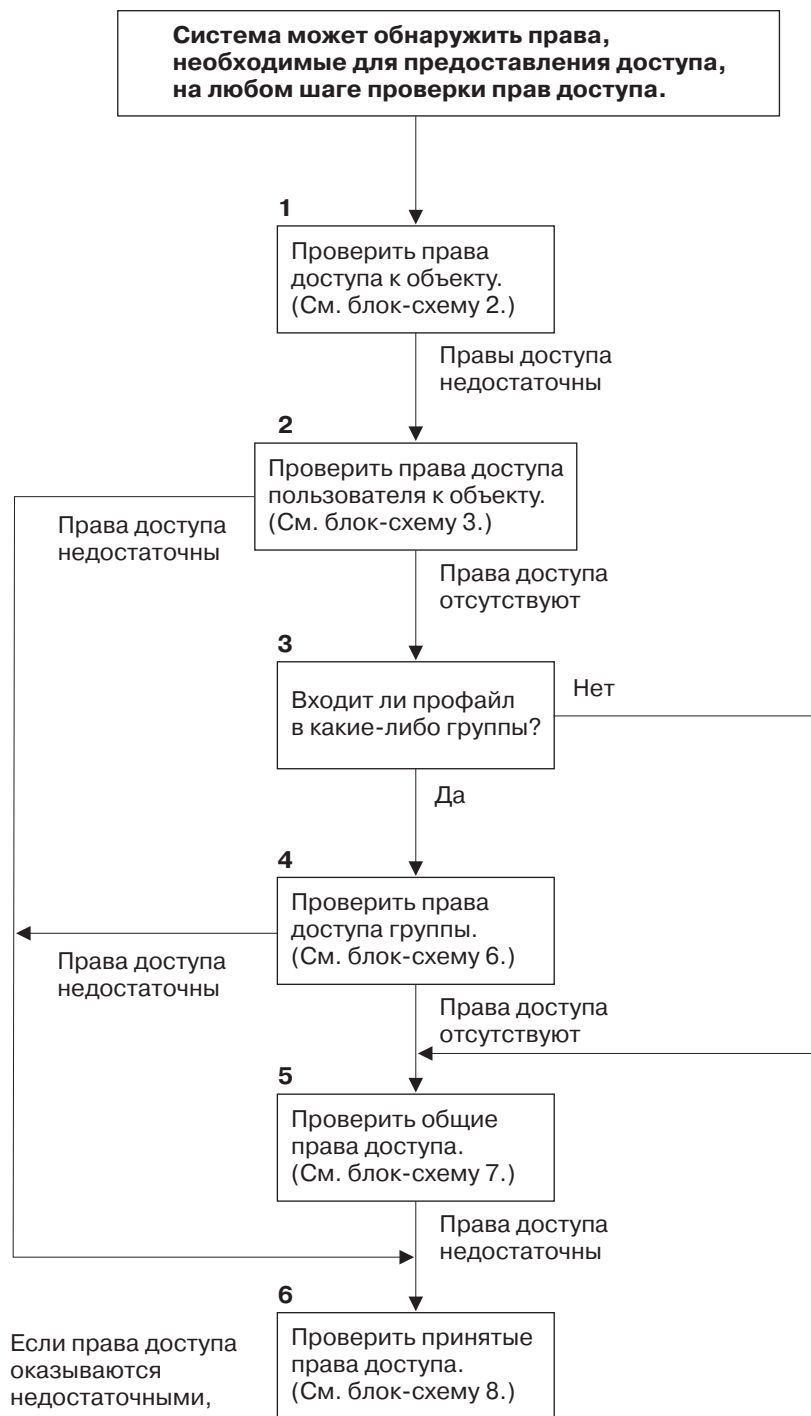 Система может обнаружить права,
необходимые для предоставления доступа,
на любом шаге проверки прав доступа.
1
Проверить права
доступа к объекту.
(См. блок-схему 2.)
Правы доступа
недостаточны
2
Проверить права доступа
пользователя к объекту.
(См. блок-схему 3.)
Права доступа
недостаточны
Права доступа
отсутствуют
3
Входит ли профайл
в какие-либо группы?
Нет
Да
4
Проверить права
доступа группы.
(См. блок-схему 6.)
Права доступа
недостаточны
Права доступа
отсутствуют
5
Проверить общие
права доступа.
(См. блок-схему 7.)
Права доступа
недостаточны
6
Проверить принятые
права доступа.
(См. блок-схему 8.)
Если права доступа
оказываются
недостаточными,